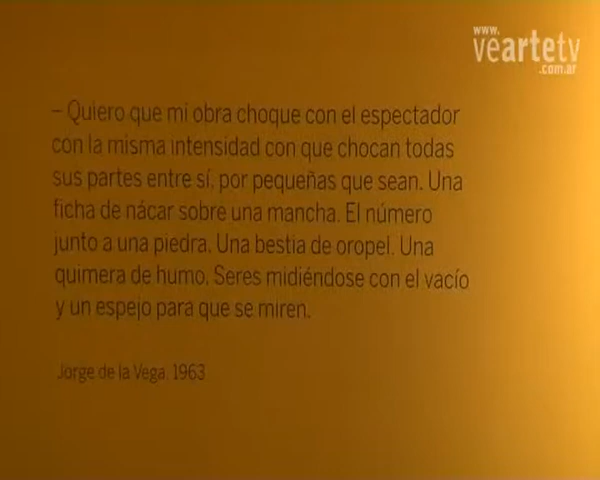 www.
veartetv
.com.ar
– Quiero que mi obra choque con el espectador
con la misma intensidad con que chocan todas
sus partes entre sí, por pequeñas que sean. Una
ficha de nácar sobre una mancha. El número
junto a una piedra. Una bestia de oropel. Una
quimera de humo. Seres midiéndose con el vacío
y un espejo para que se miren.
Jorge de la Vega, 1963